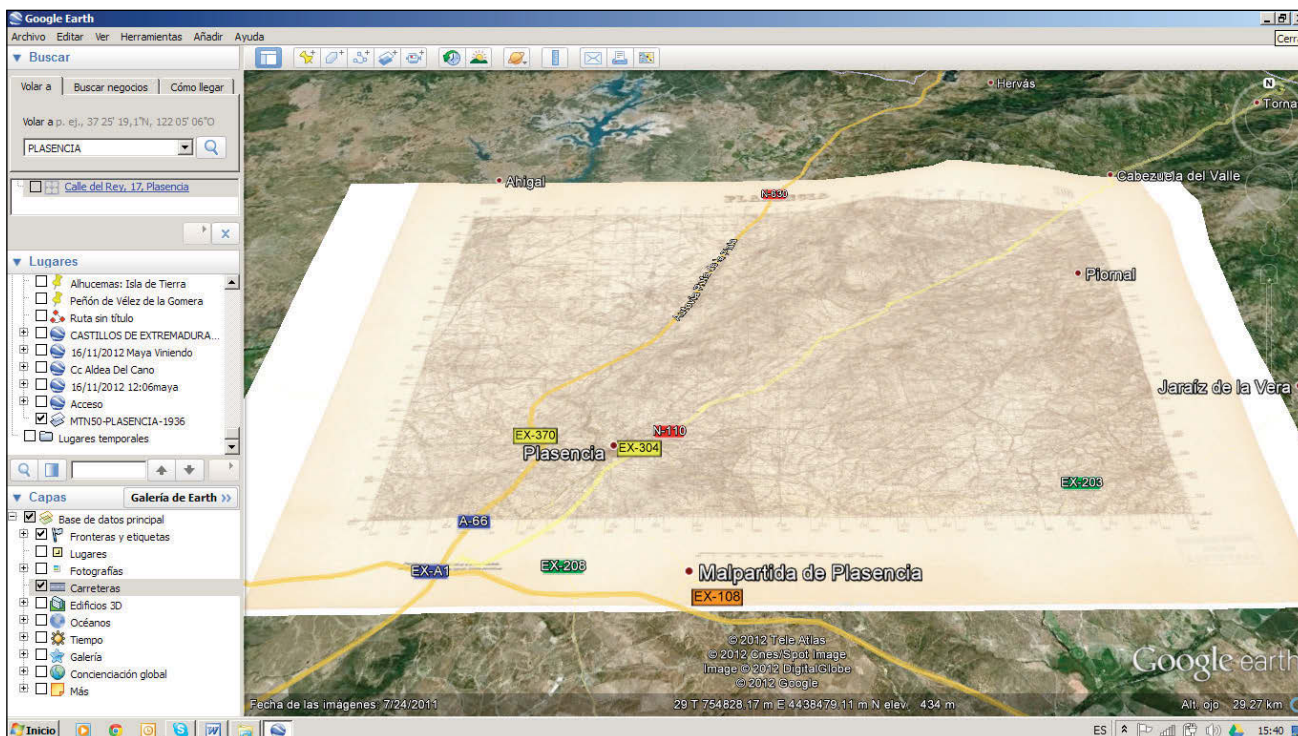 Google Earth
Archivo Editar Ver Herramientas Añadir Ayuda
Cerra
Buscar
Volar a Buscar negocios Cómo llegar
Volar a p. ej., 37 25' 19,1"N, 122 05' 06"O
PLASENCIA
Calle del Rey, 17, Plasencia
Lugares
Alhucemas: Isla de Tierra
Peñón de Vélez de la Gomera
Ruta sin título
CASTILLOS DE EXTREMADURA...
16/11/2012 Maya Viniendo
Cc Aldea Del Cano
16/11/2012 12:06maya
Acceso
MTN50-PLASENCIA-1936
Lugares temporales
Capas
Galería de Earth >>
Base de datos principal
Fronteras y etiquetas
Lugares
Fotografías
Carreteras
Edificios 3D
Océanos
Tiempo
Galería
Concienciación global
Más
Hervás
N
Torna
Ahigal
Cabezuela del Valle
N-630
PLASENCIA
Autovía Ruta de la Plata
Piornal
Jaraíz de la Vera
N-110
EX-370
Plasencia
EX-304
EX-203
A-66
EX-A1
EX-208
Malpartida de Plasencia
EX-108
© 2012 Tele Atlas
© 2012 Cnes/Spot Image
Image © 2012 DigitalGlobe
© 2012 Google
Google earth
Fecha de las imágenes: 7/24/2011
29 T 754828.17 m E 4438479.11 m N elev. 434 m
Alt. ojo 29.27 km
Inicio
ES
15:40